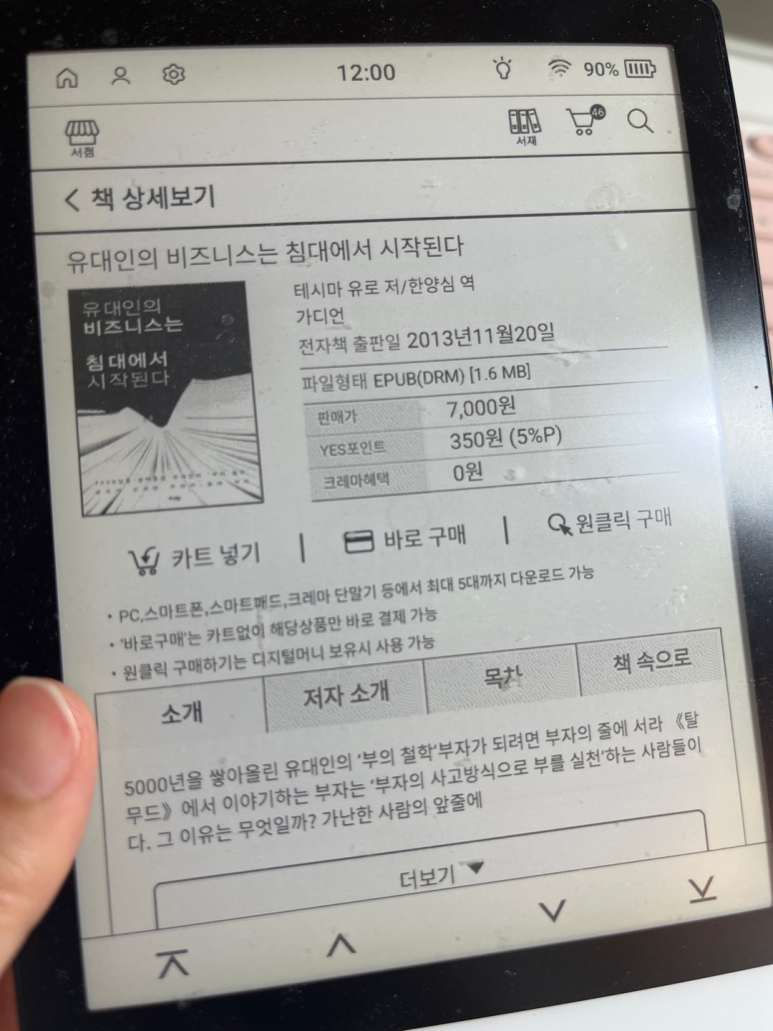 12:00
90%
서점
서재
46
책 상세보기
유대인의 비즈니스는 침대에서 시작된다
유대인의
비즈니스는
침대에서
시작된다
테시마 유로 저/한양심 역
가디언
전자책 출판일 2013년11월20일
파일형태 EPUB(DRM) [1.6 MB]
판매가 7,000원
YES포인트 350원 (5%P)
크레마혜택 0원
카트 넣기 | 바로 구매 | 원클릭 구매
· PC,스마트폰,스마트패드,크레마 단말기 등에서 최대 5대까지 다운로드 가능
· '바로구매'는 카트없이 해당상품만 바로 결제 가능
· 원클릭 구매하기는 디지털머니 보유시 사용 가능
소개 저자 소개 목차 책 속으로
5000년을 쌓아올린 유대인의 '부의 철학'부자가 되려면 부자의 줄에 서라 《탈
무드》에서 이야기하는 부자는 '부자의 사고방식으로 부를 실천'하는 사람들이
다. 그 이유는 무엇일까? 가난한 사람의 앞줄에
더보기